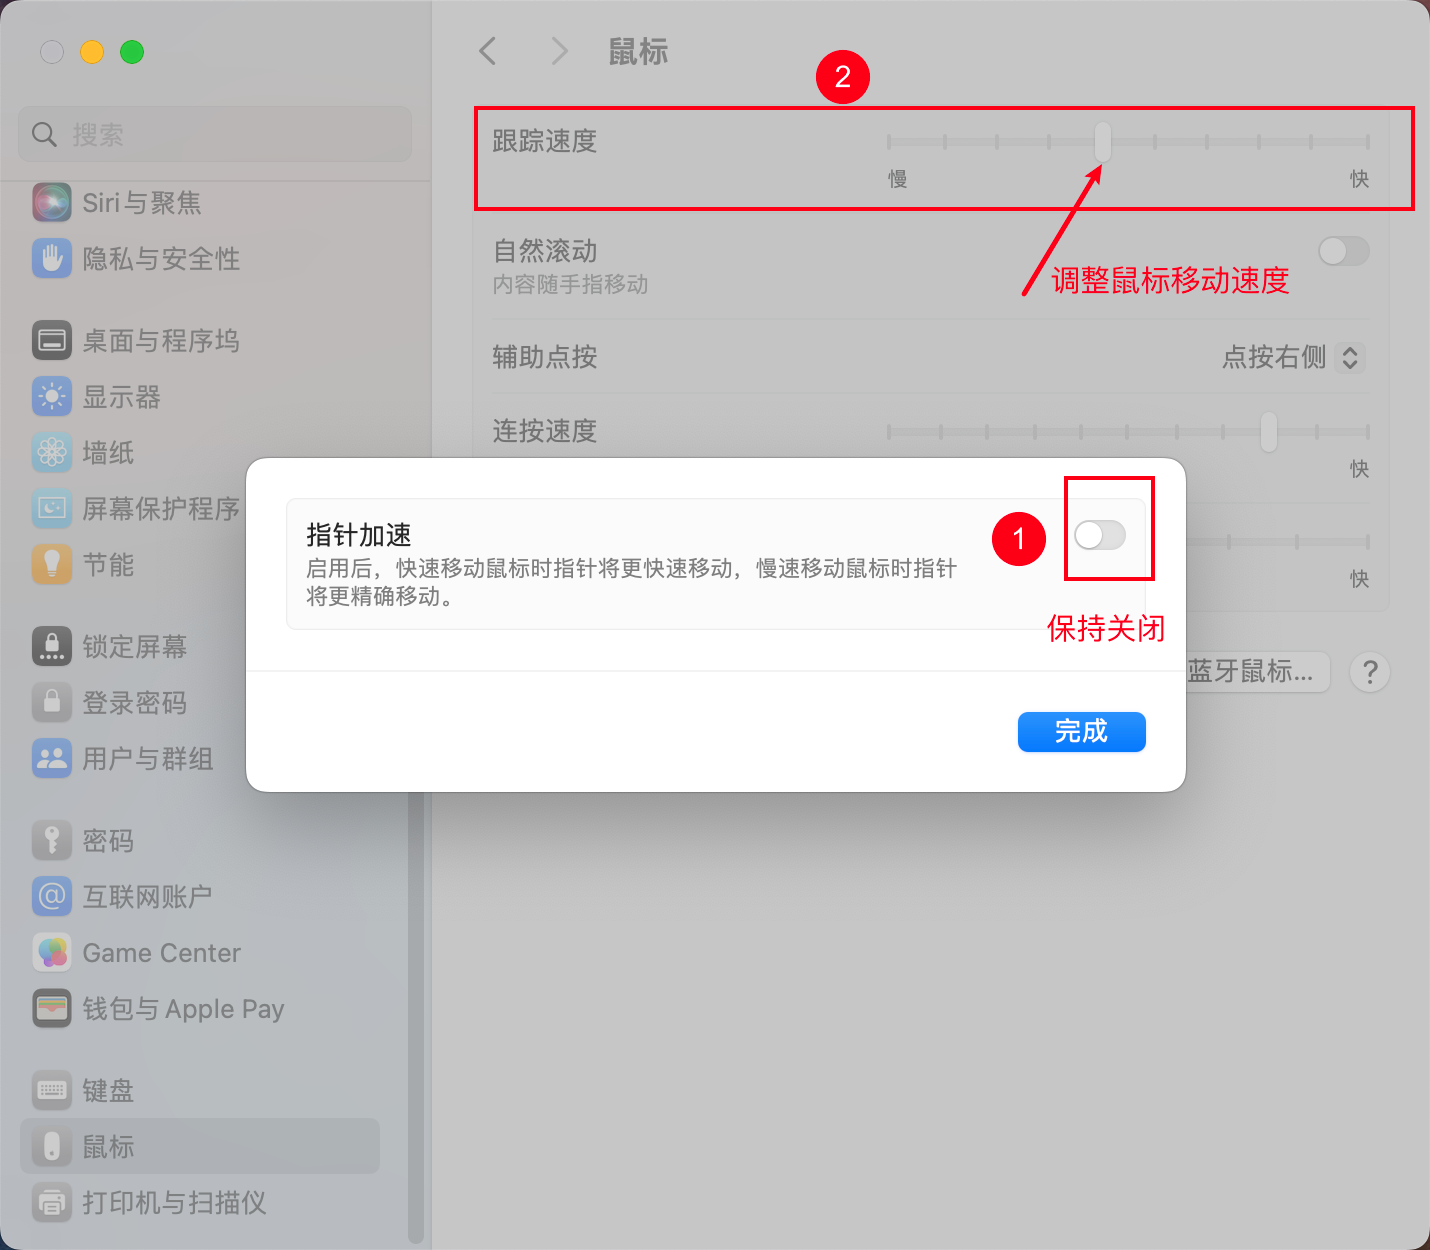 鼠标
2
搜索
跟踪速度
慢
快
Siri与聚焦
隐私与安全性
自然滚动
内容随手指移动
调整鼠标移动速度
桌面与程序坞
辅助点按
点按右侧
显示器
连按速度
墙纸
快
屏幕保护程序
指针加速
1
启用后，快速移动鼠标时指针将更快速移动，慢速移动鼠标时指针
将更精确移动。
节能
快
保持关闭
锁定屏幕
蓝牙鼠标...
?
登录密码
完成
用户与群组
密码
@
互联网账户
Game Center
钱包与 Apple Pay
键盘
鼠标
打印机与扫描仪